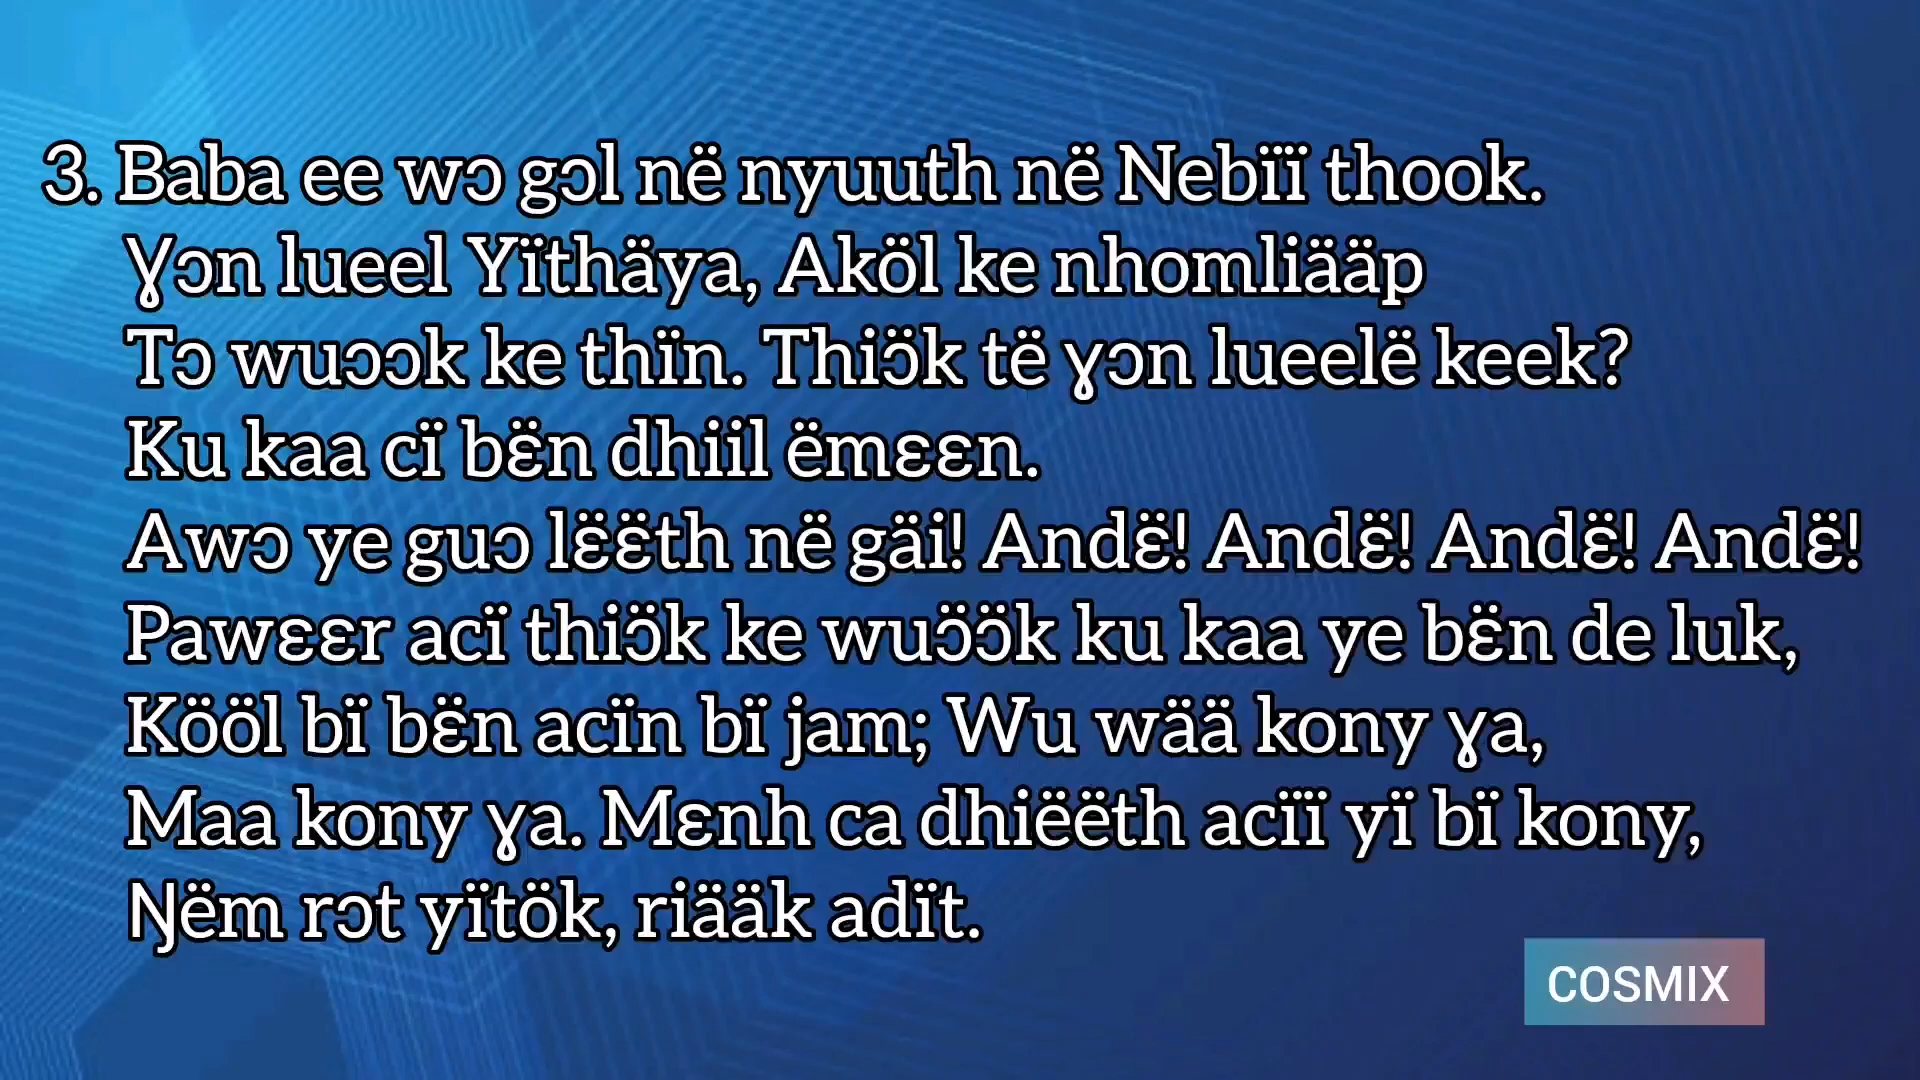 3. Baba ee wɔ gɔl në nyuuth në Nebïï thook.
Ɣɔn lueel Yïthäya, Aköl ke nhomliääp
Tɔ wuɔɔk ke thïn. Thiɔ̈k të ɣɔn lueelë keek?
Ku kaa cï bɛ̈n dhiil ëmɛɛn.
Awɔ ye guɔ lɛ̈ɛ̈th në gäi! Andɛ̈! Andɛ̈! Andɛ̈! Andɛ̈!
Pawɛɛr acï thiɔ̈k ke wuɔ̈ɔ̈k ku kaa ye bɛ̈n de luk,
Kööl bï bɛ̈n acïn bï jam; Wu wää kony ɣa,
Maa kony ɣa. Mɛnh ca dhiëëth acïï yï bï kony,
Ŋëm rɔt yïtök, riääk adït.
COSMIX